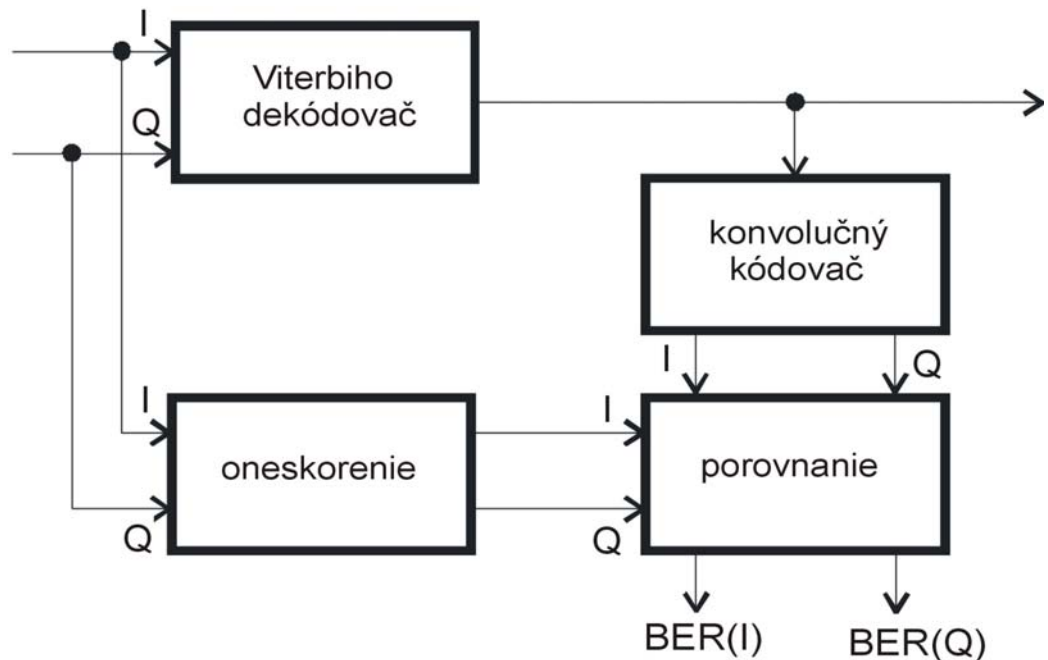 I
Viterbiho
dekódovač
Q
konvolučný
kódovač
I
Q
I
oneskorenie
Q
I
porovnanie
Q
BER(I)
BER(Q)